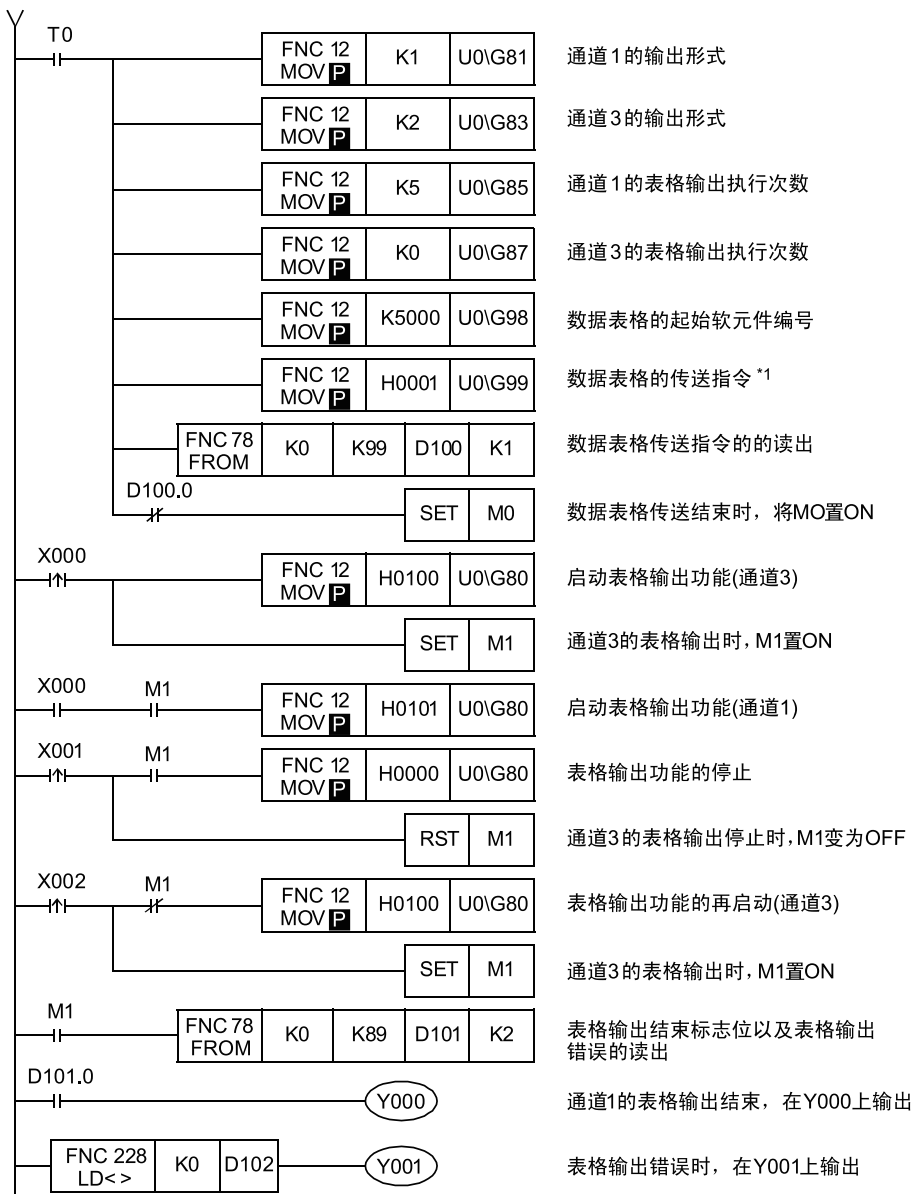 T0
FNC 12 MOV P K1 U0\G81 通道1的输出形式
FNC 12 MOV P K2 U0\G83 通道3的输出形式
FNC 12 MOV P K5 U0\G85 通道1的表格输出执行次数
FNC 12 MOV P K0 U0\G87 通道3的表格输出执行次数
FNC 12 MOV P K5000 U0\G98 数据表格的起始软元件编号
FNC 12 MOV P H0001 U0\G99 数据表格的传送指令 *1
FNC 78 FROM K0 K99 D100 K1 数据表格传送指令的的读出
D100.0
SET M0 数据表格传送结束时，将MO置ON
X000
FNC 12 MOV P H0100 U0\G80 启动表格输出功能(通道3)
SET M1 通道3的表格输出时，M1置ON
X000 M1
FNC 12 MOV P H0101 U0\G80 启动表格输出功能(通道1)
X001 M1
FNC 12 MOV P H0000 U0\G80 表格输出功能的停止
RST M1 通道3的表格输出停止时，M1变为OFF
X002 M1
FNC 12 MOV P H0100 U0\G80 表格输出功能的再启动(通道3)
SET M1 通道3的表格输出时，M1置ON
M1
FNC 78 FROM K0 K89 D101 K2 表格输出结束标志位以及表格输出
错误的读出
D101.0
Y000 通道1的表格输出结束，在Y000上输出
FNC 228 LD< > K0 D102 Y001 表格输出错误时，在Y001上输出